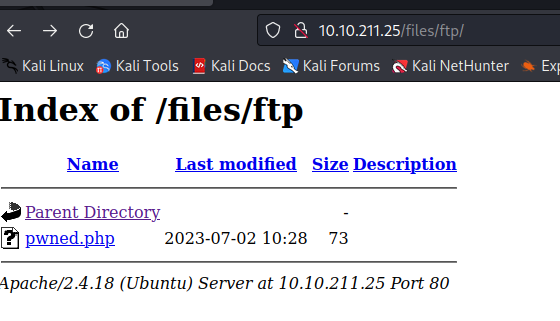 10.10.211.25/files/ftp/
Kali Linux Kali Tools Kali Docs Kali Forums Kali NetHunter
Index of /files/ftp
Name Last modified Size Description
Parent Directory -
pwned.php 2023-07-02 10:28 73
Apache/2.4.18 (Ubuntu) Server at 10.10.211.25 Port 80